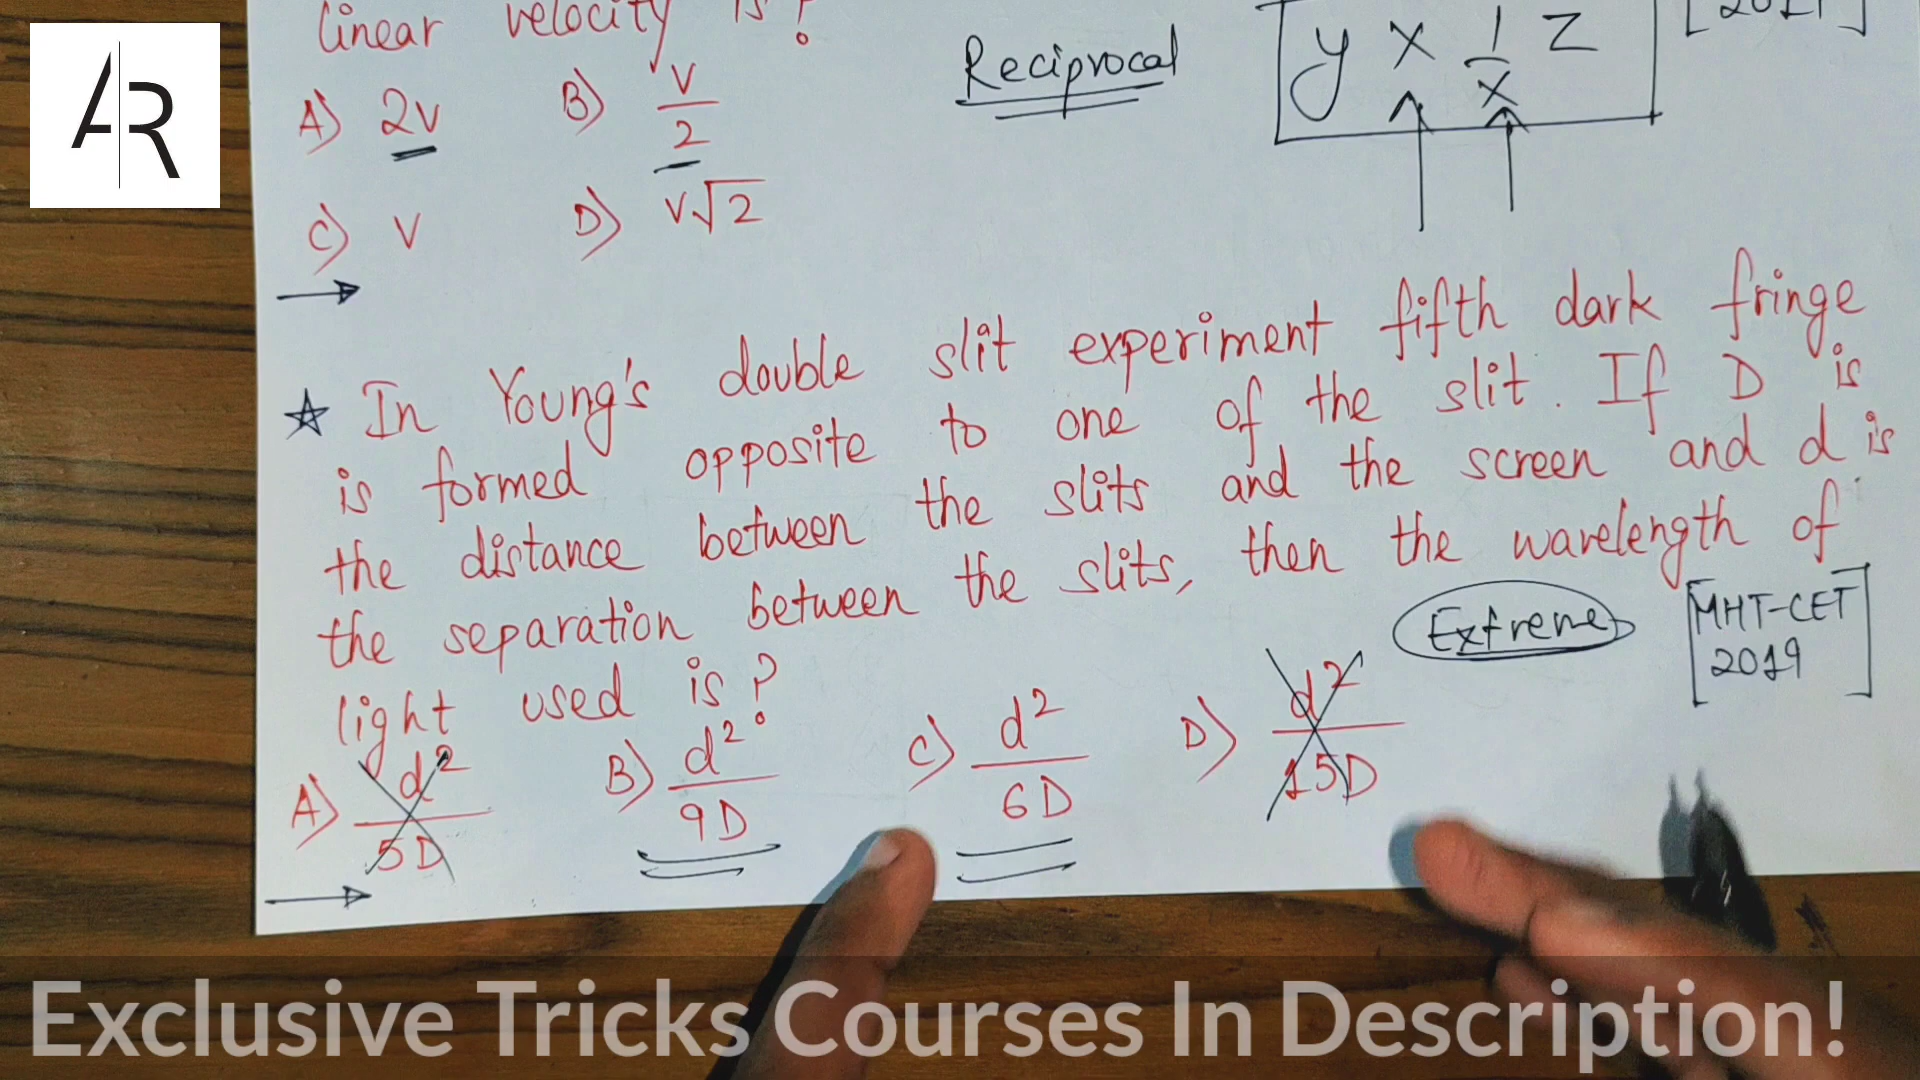 linear velocity is?
A) 2v B) v/2
C) v D) v√2
Reciprocal
y x 1/x z
AR
☆ In Young's double slit experiment fifth dark fringe
is formed opposite to one of the slit. If D is
the distance between the slits and the screen and d is
the separation between the slits, then the wavelength of
light used is?
Extreme
[MHT-CET
2019]
A) d²/5D B) d²/9D C) d²/6D D) d²/15D
Exclusive Tricks Courses In Description!